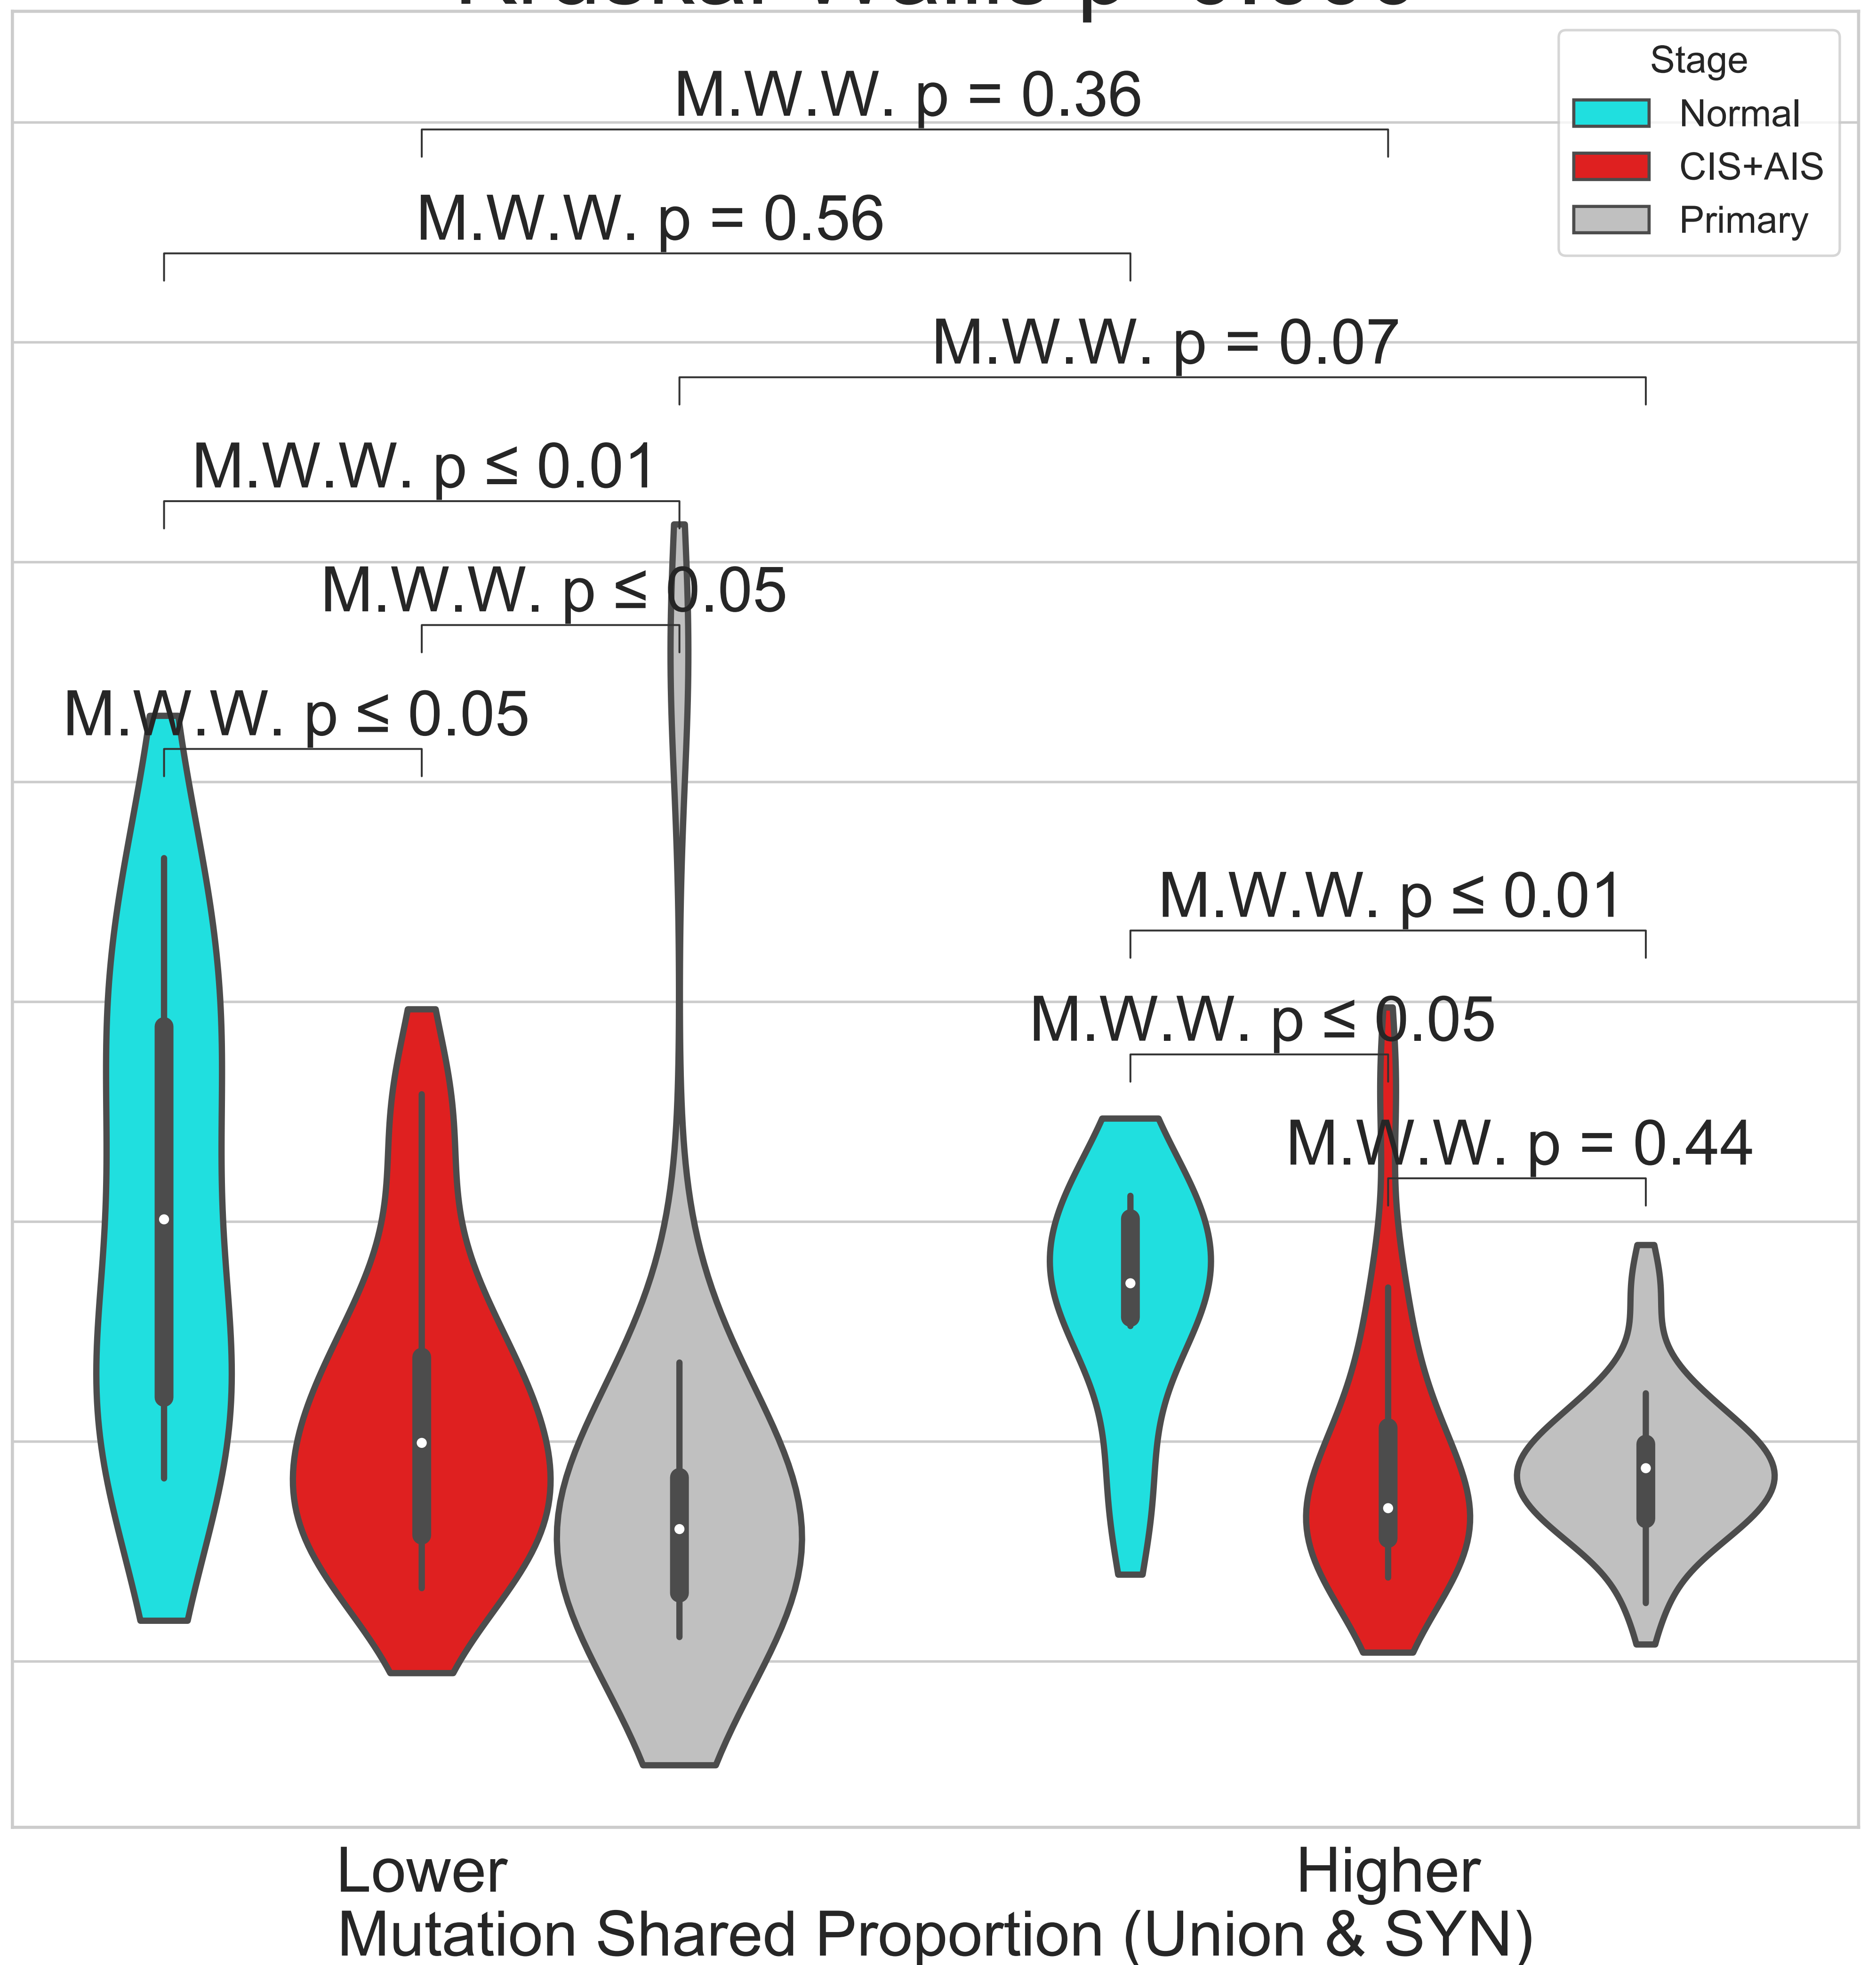 Stage
Normal
CIS+AIS
Primary
M.W.W. p = 0.36
M.W.W. p = 0.56
M.W.W. p = 0.07
M.W.W. p ≤ 0.01
M.W.W. p ≤ 0.05
M.W.W. p ≤ 0.05
M.W.W. p ≤ 0.01
M.W.W. p ≤ 0.05
M.W.W. p = 0.44
Lower
Higher
Mutation Shared Proportion (Union & SYN)